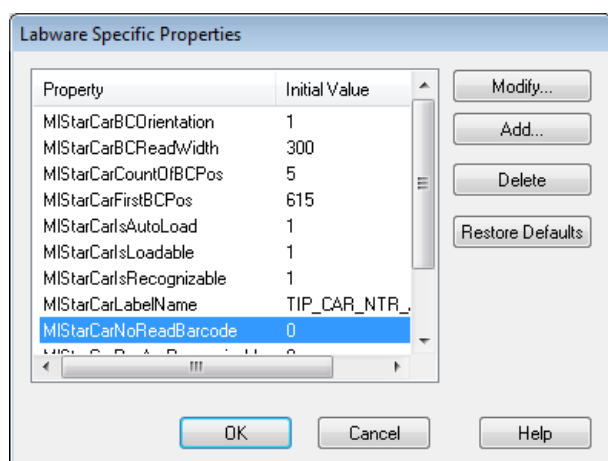 Labware Specific Properties
Property Initial Value
MlStarCarBCOrientation 1
MlStarCarBCReadWidth 300
MlStarCarCountOfBCPos 5
MlStarCarFirstBCPos 615
MlStarCarIsAutoLoad 1
MlStarCarIsLoadable 1
MlStarCarIsRecognizable 1
MlStarCarLabelName TIP_CAR_NTR_
MlStarCarNoReadBarcode 0
Modify...
Add...
Delete
Restore Defaults
OK Cancel Help